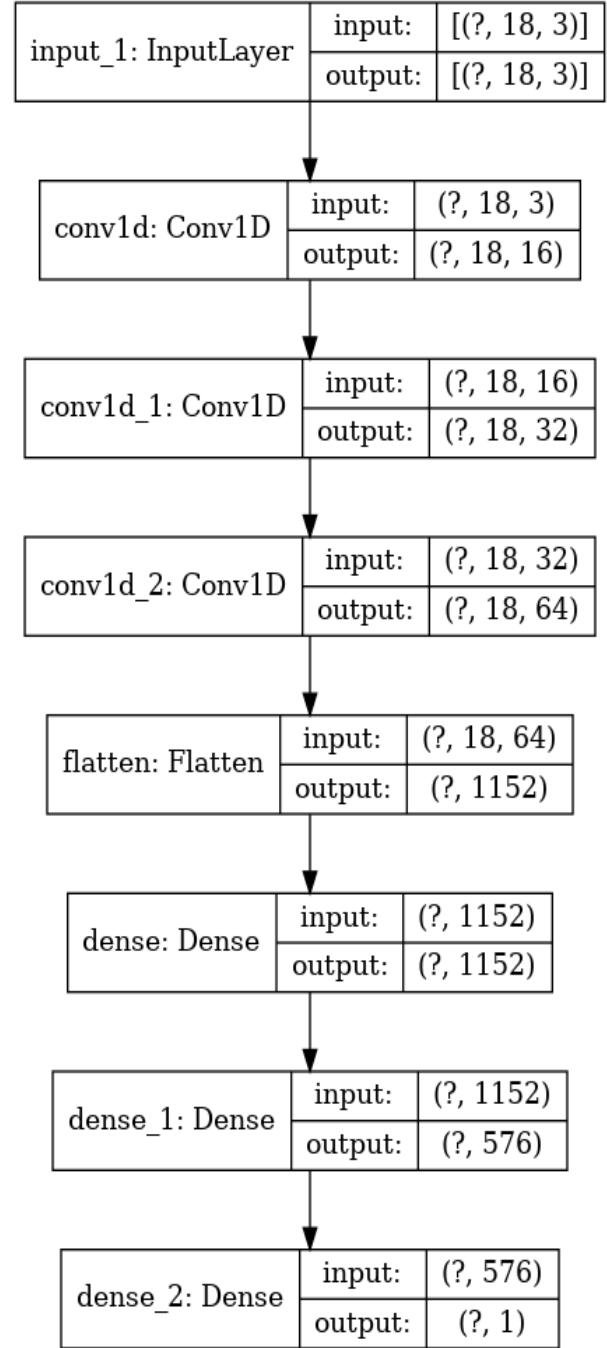 input_1: InputLayer
input: [(?, 18, 3)]
output: [(?, 18, 3)]
conv1d: Conv1D
input: (?, 18, 3)
output: (?, 18, 16)
conv1d_1: Conv1D
input: (?, 18, 16)
output: (?, 18, 32)
conv1d_2: Conv1D
input: (?, 18, 32)
output: (?, 18, 64)
flatten: Flatten
input: (?, 18, 64)
output: (?, 1152)
dense: Dense
input: (?, 1152)
output: (?, 1152)
dense_1: Dense
input: (?, 1152)
output: (?, 576)
dense_2: Dense
input: (?, 576)
output: (?, 1)